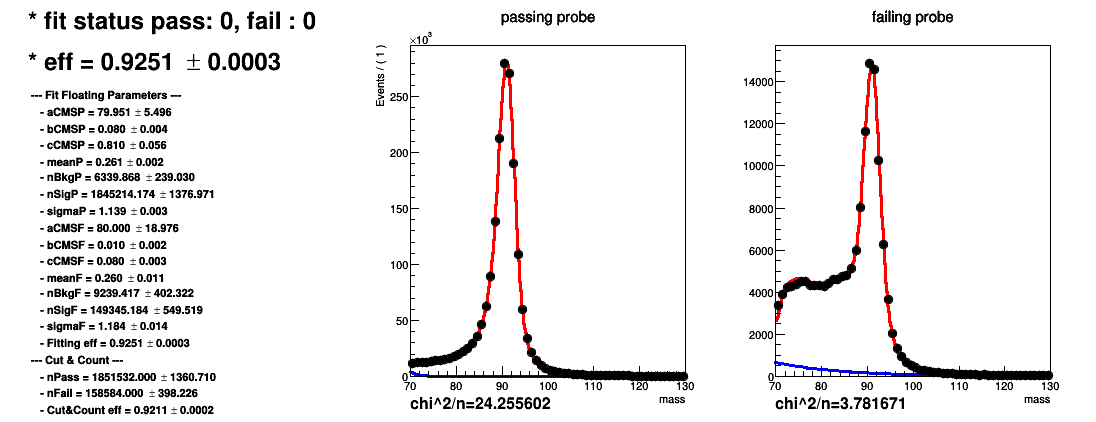 * fit status pass: 0, fail : 0
* eff = 0.9251 ± 0.0003
--- Fit Floating Parameters ---
- aCMSP = 79.951 ± 5.496
- bCMSP = 0.080 ± 0.004
- cCMSP = 0.810 ± 0.056
- meanP = 0.261 ± 0.002
- nBkgP = 6339.868 ± 239.030
- nSigP = 1845214.174 ± 1376.971
- sigmaP = 1.139 ± 0.003
- aCMSF = 80.000 ± 18.976
- bCMSF = 0.010 ± 0.002
- cCMSF = 0.080 ± 0.003
- meanF = 0.260 ± 0.011
- nBkgF = 9239.417 ± 402.322
- nSigF = 149345.184 ± 549.519
- sigmaF = 1.184 ± 0.014
- Fitting eff = 0.9251 ± 0.0003
--- Cut & Count ---
- nPass = 1851532.000 ± 1360.710
- nFail = 158584.000 ± 398.226
- Cut&Count eff = 0.9211 ± 0.0002
passing probe
×10³
Events / ( 1 )
250
200
150
100
50
0
70 80 90 100 110 120 130
mass
chi^2/n=24.255602
failing probe
14000
12000
10000
8000
6000
4000
2000
0
70 80 90 100 110 120 130
mass
chi^2/n=3.781671